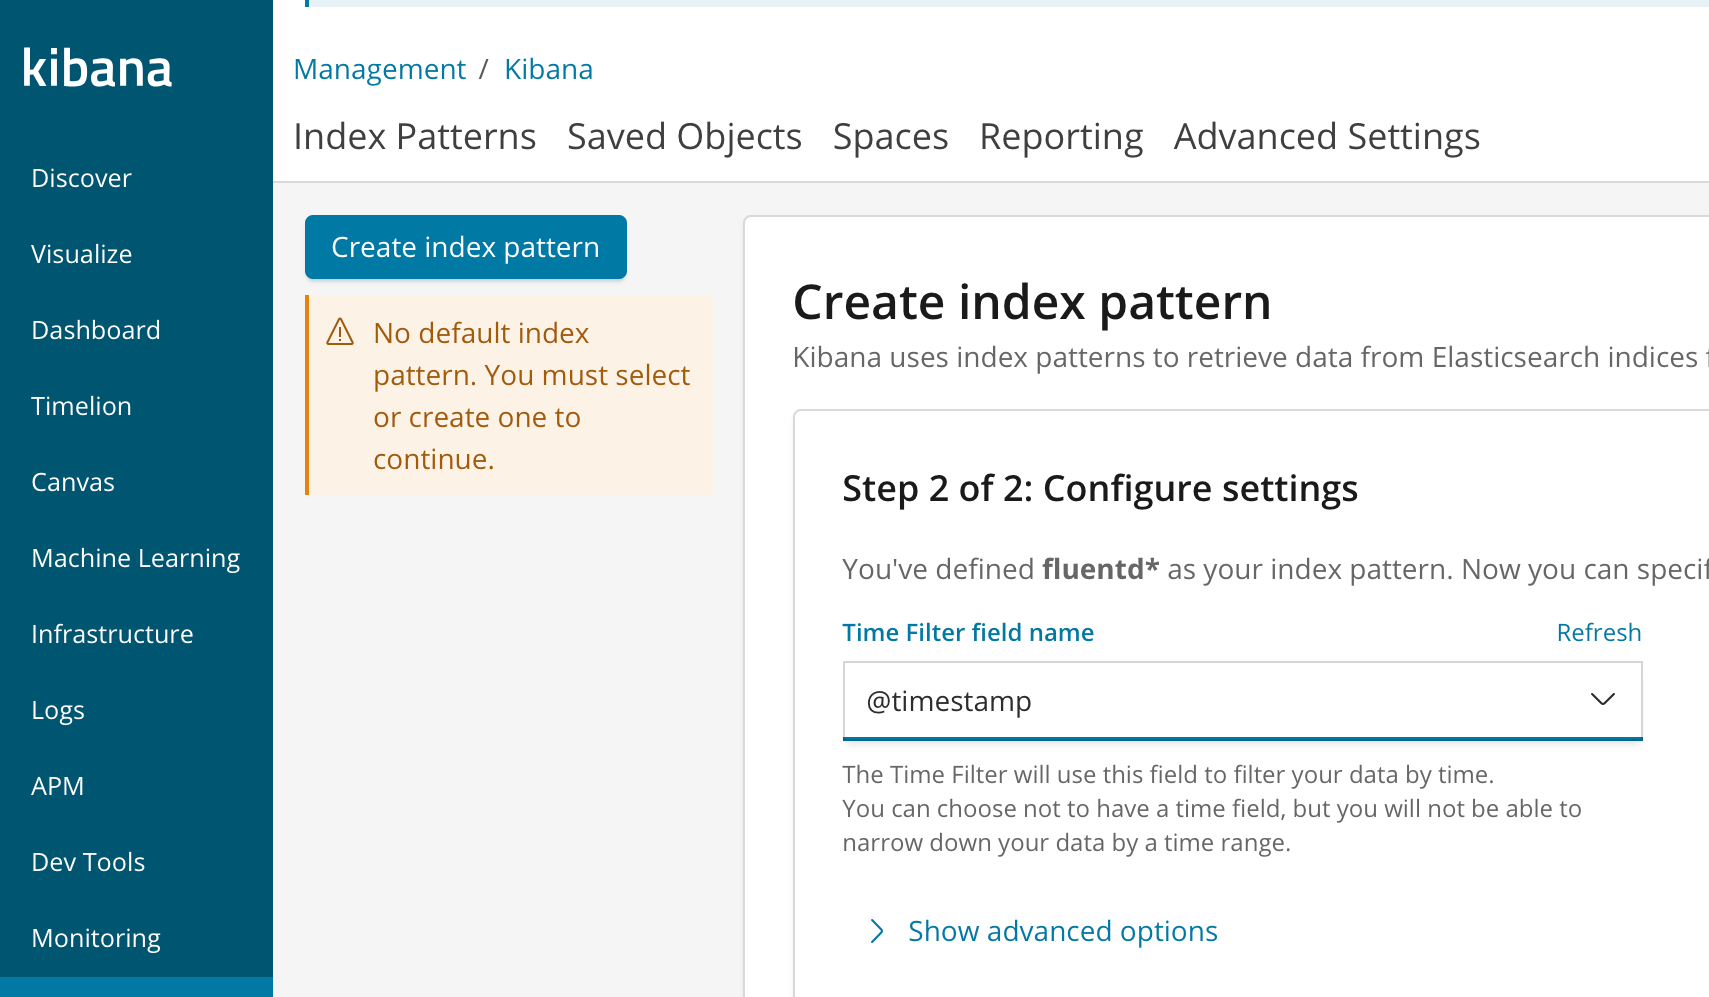 kibana
Discover
Visualize
Dashboard
Timelion
Canvas
Machine Learning
Infrastructure
Logs
APM
Dev Tools
Monitoring
Management / Kibana
Index Patterns Saved Objects Spaces Reporting Advanced Settings
Create index pattern
No default index
pattern. You must select
or create one to
continue.
Create index pattern
Kibana uses index patterns to retrieve data from Elasticsearch indices
Step 2 of 2: Configure settings
You've defined fluentd* as your index pattern. Now you can
Time Filter field name Refresh
@timestamp
The Time Filter will use this field to filter your data by time.
You can choose not to have a time field, but you will not be able to
narrow down your data by a time range.
Show advanced options